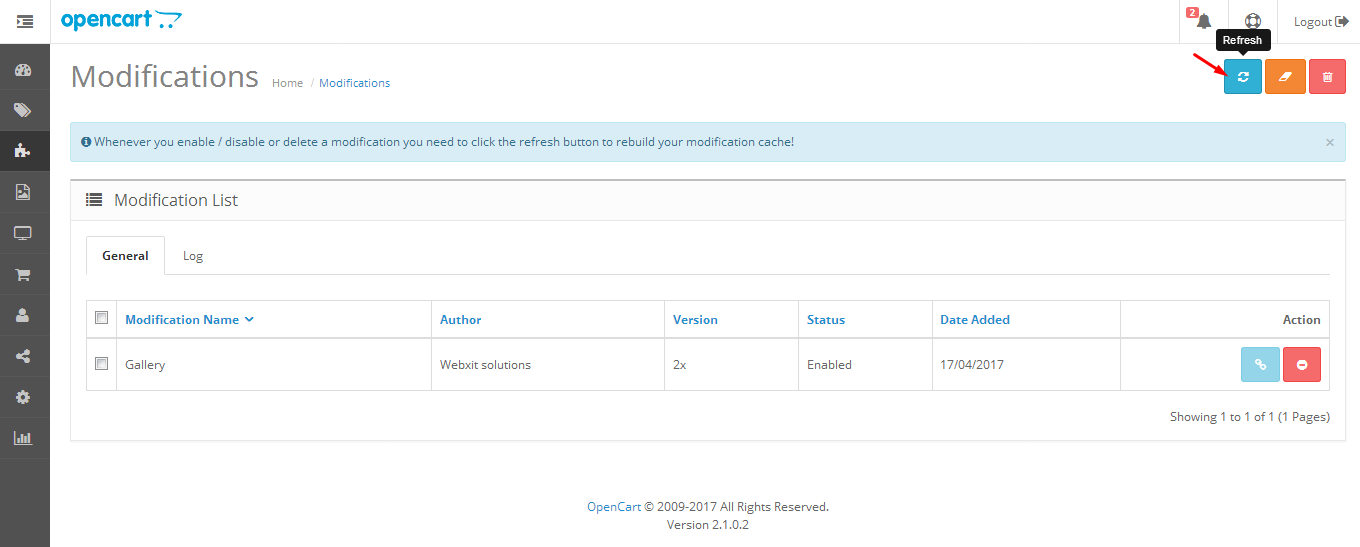 opencart
2
Logout
Refresh
Modifications
Home / Modifications
Whenever you enable / disable or delete a modification you need to click the refresh button to rebuild your modification cache!
×
Modification List
General Log
Modification Name Author Version Status Date Added Action
Gallery Webxit solutions 2x Enabled 17/04/2017
Showing 1 to 1 of 1 (1 Pages)
OpenCart © 2009-2017 All Rights Reserved.
Version 2.1.0.2